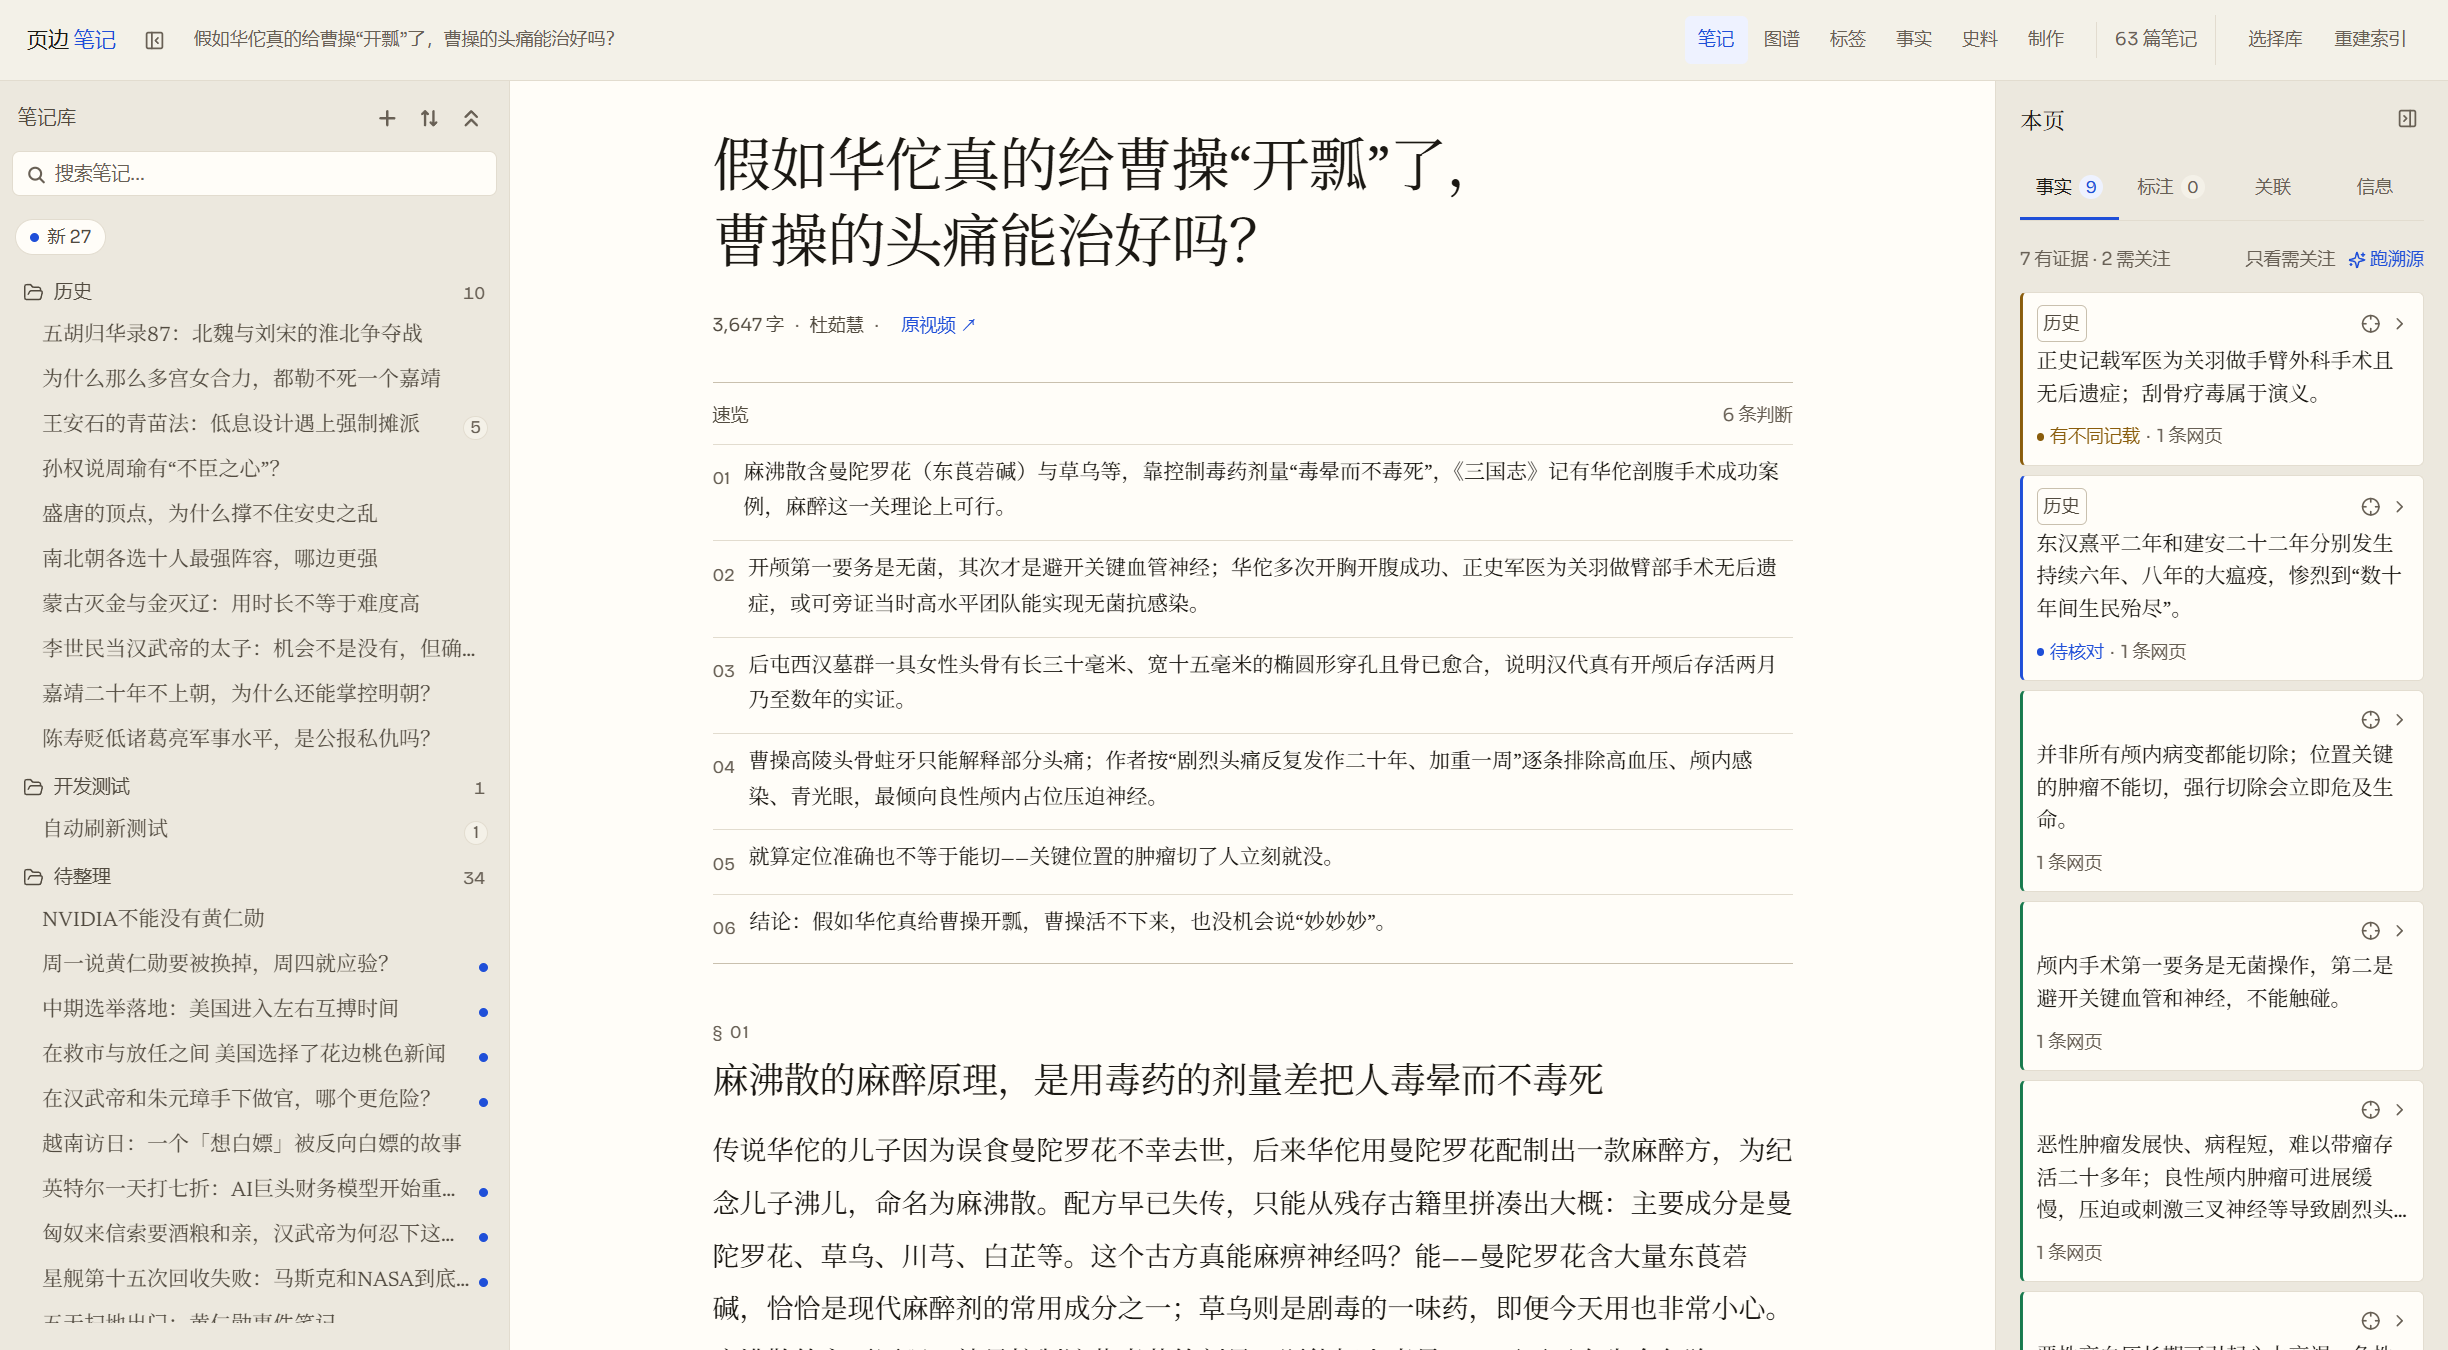 页边 笔记
假如华佗真的给曹操“开瓢”了，曹操的头痛能治好吗？
笔记 图谱 标签 事实 史料 制作 63 篇笔记 选择库 重建索引
笔记库
搜索笔记...
新 27
历史 10
五胡归华录87：北魏与刘宋的淮北争夺战
为什么那么多宫女合力，都勒不死一个嘉靖
王安石的青苗法：低息设计遇上强制摊派 5
孙权说周瑜有“不臣之心”？
盛唐的顶点，为什么撑不住安史之乱
南北朝各选十人最强阵容，哪边更强
蒙古灭金与金灭辽：用时长不等于难度高
李世民当汉武帝的太子：机会不是没有，但确...
嘉靖二十年不上朝，为什么还能掌控明朝？
陈寿贬低诸葛亮军事水平，是公报私仇吗？
开发测试 1
自动刷新测试 1
待整理 34
NVIDIA不能没有黄仁勋
周一说黄仁勋要被换掉，周四就应验？
中期选举落地：美国进入左右互搏时间
在救市与放任之间 美国选择了花边桃色新闻
在汉武帝和朱元璋手下做官，哪个更危险？
越南访日：一个「想白嫖」被反向白嫖的故事
英特尔一天打七折：AI巨头财务模型开始重...
匈奴来信索要酒粮和亲，汉武帝为何忍下这...
星舰第十五次回收失败：马斯克和NASA到底...
假如华佗真的给曹操“开瓢”了，
曹操的头痛能治好吗？
3,647 字 · 杜茹慧 · 原视频 ↗
速览 6 条判断
01 麻沸散含曼陀罗花（东莨菪碱）与草乌等，靠控制毒药剂量“毒晕而不毒死”，《三国志》记有华佗剖腹手术成功案
例，麻醉这一关理论上可行。
02 开颅第一要务是无菌，其次才是避开关键血管神经；华佗多次开胸开腹成功、正史军医为关羽做臂部手术无后遗
症，或可旁证当时高水平团队能实现无菌抗感染。
03 后屯西汉墓群一具女性头骨有长三十毫米、宽十五毫米的椭圆形穿孔且骨已愈合，说明汉代真有开颅后存活两月
乃至数年的实证。
04 曹操高陵头骨蛀牙只能解释部分头痛；作者按“剧烈头痛反复发作二十年、加重一周”逐条排除高血压、颅内感
染、青光眼，最倾向良性颅内占位压迫神经。
05 就算定位准确也不等于能切——关键位置的肿瘤切了人立刻就没。
06 结论：假如华佗真给曹操开瓢，曹操活不下来，也没机会说“妙妙妙”。
§ 01
麻沸散的麻醉原理，是用毒药的剂量差把人毒晕而不毒死
传说华佗的儿子因为误食曼陀罗花不幸去世，后来华佗用曼陀罗花配制出一款麻醉方，为纪
念儿子沸儿，命名为麻沸散。配方早已失传，只能从残存古籍里拼凑出大概：主要成分是曼
陀罗花、草乌、川芎、白芷等。这个古方真能麻痹神经吗？能——曼陀罗花含大量东莨菪
碱，恰恰是现代麻醉剂的常用成分之一；草乌则是剧毒的一味药，即便今天用也非常小心。
本页
事实 9 标注 0 关联 信息
7 有证据 · 2 需关注 只看需关注 跑溯源
历史
正史记载军医为关羽做手臂外科手术且
无后遗症；刮骨疗毒属于演义。
有不同记载 · 1 条网页
历史
东汉熹平二年和建安二十二年分别发生
持续六年、八年的大瘟疫，惨烈到“数十
年间生民殆尽”。
待核对 · 1 条网页
并非所有颅内病变都能切除；位置关键
的肿瘤不能切，强行切除会立即危及生
命。
1 条网页
颅内手术第一要务是无菌操作，第二是
避开关键血管和神经，不能触碰。
1 条网页
恶性肿瘤发展快、病程短，难以带瘤存
活二十多年；良性颅内肿瘤可进展缓
慢，压迫或刺激三叉神经等导致剧烈头...
1 条网页